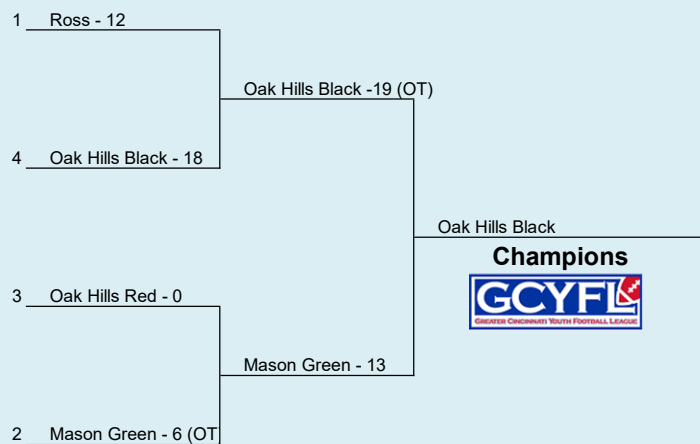 1 Ross - 12
Oak Hills Black -19 (OT)
4 Oak Hills Black - 18
Oak Hills Black
Champions
GCYFL
GREATER CINCINNATI YOUTH FOOTBALL LEAGUE
3 Oak Hills Red - 0
Mason Green - 13
2 Mason Green - 6 (OT